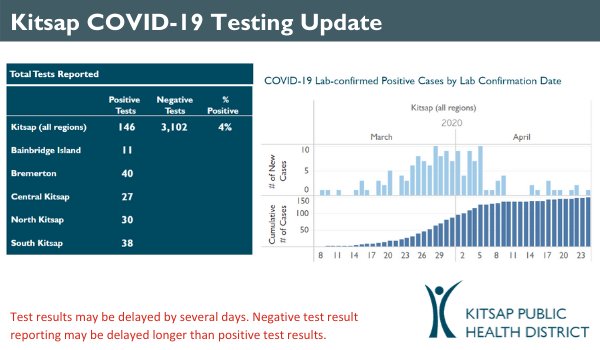 Kitsap COVID-19 Testing Update
Total Tests Reported
Positive Tests Negative Tests % Positive
Kitsap (all regions) 146 3,102 4%
Bainbridge Island 11
Bremerton 40
Central Kitsap 27
North Kitsap 30
South Kitsap 38
COVID-19 Lab-confirmed Positive Cases by Lab Confirmation Date
Kitsap (all regions)
2020
March April
# of New Cases
10
5
0
Cumulative # of Cases
150
100
50
8 11 14 17 20 23 26 29 2 5 8 11 14 17 20 23
Test results may be delayed by several days. Negative test result
reporting may be delayed longer than positive test results.
KITSAP PUBLIC
HEALTH DISTRICT